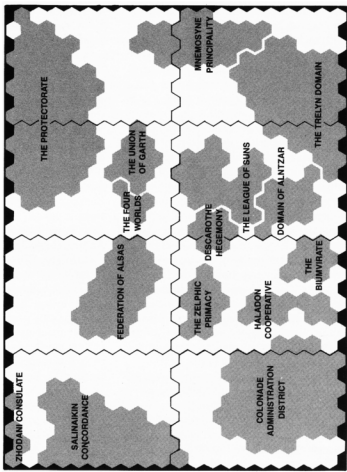 ZHODANI CONSULATE
SALINAIKIN
CONCORDANCE
FEDERATION OF ALSAS
THE FOUR
WORLDS
THE UNION
OF GARTH
THE PROTECTORATE
COLONADE
ADMINISTRATION
DISTRICT
THE ZELPHIC
PRIMACY
HALADON
COOPERATIVE
THE
BIUMVIRATE
DESCAROTHE
HEGEMONY
THE LEAGUE OF SUNS
DOMAIN OF ALNTZAR
MNEMOSYNE
PRINCIPALITY
THE TRELYN DOMAIN